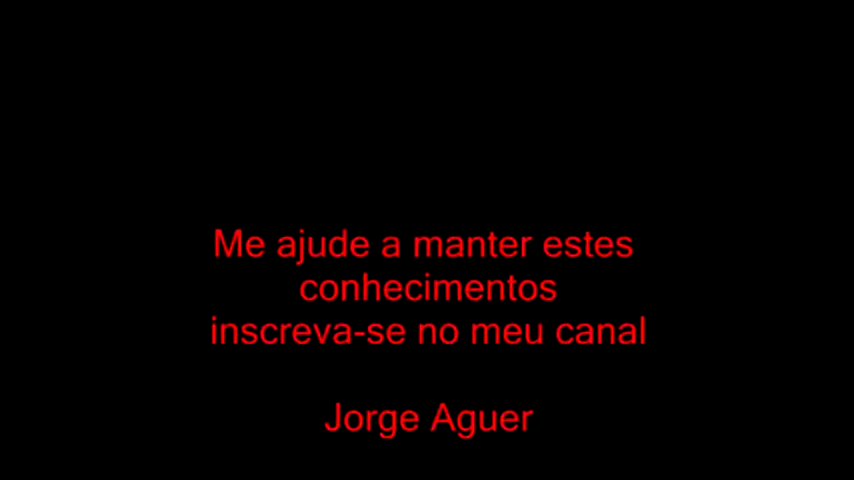 Me ajude a manter estes
conhecimentos
inscreva-se no meu canal
Jorge Aguer